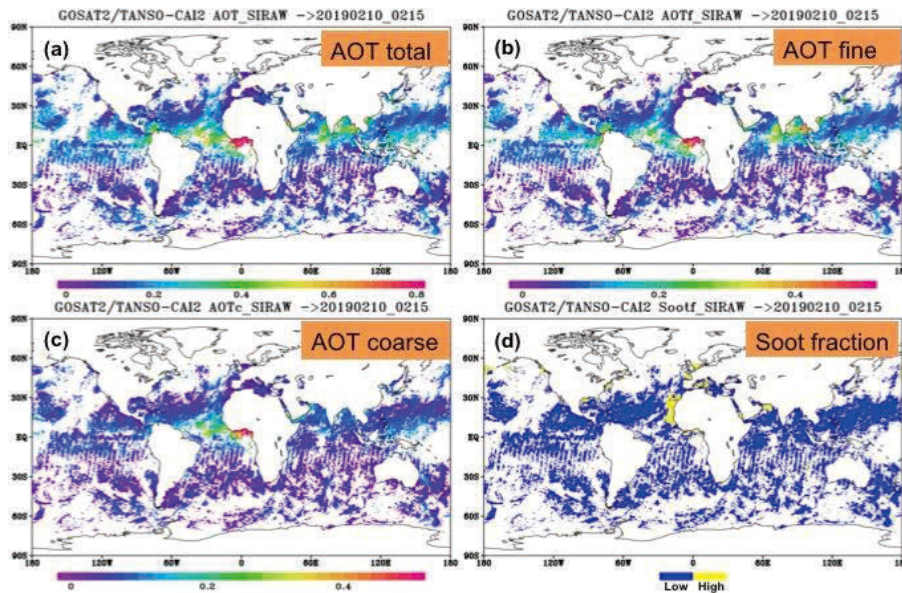 GOSAT2/TANSO-CAI2 AOT_SIRAW ->20190210_0215
(a)
AOT total
90N
60N
30N
EQ
30S
60S
90S
180 120W 60W 0 60E 120E 180
0 0.2 0.4 0.6 0.8
GOSAT2/TANSO-CAI2 AOTf_SIRAW ->20190210_0215
(b)
AOT fine
90N
60N
30N
EQ
30S
60S
90S
180 120W 60W 0 60E 120E 180
0 0.2 0.4
GOSAT2/TANSO-CAI2 AOTc_SIRAW ->20190210_0215
(c)
AOT coarse
90N
60N
30N
EQ
30S
60S
90S
180 120W 60W 0 60E 120E 180
0 0.2 0.4
GOSAT2/TANSO-CAI2 Sootf_SIRAW ->20190210_0215
(d)
Soot fraction
90N
60N
30N
EQ
30S
60S
90S
180 120W 60W 0 60E 120E 180
Low High